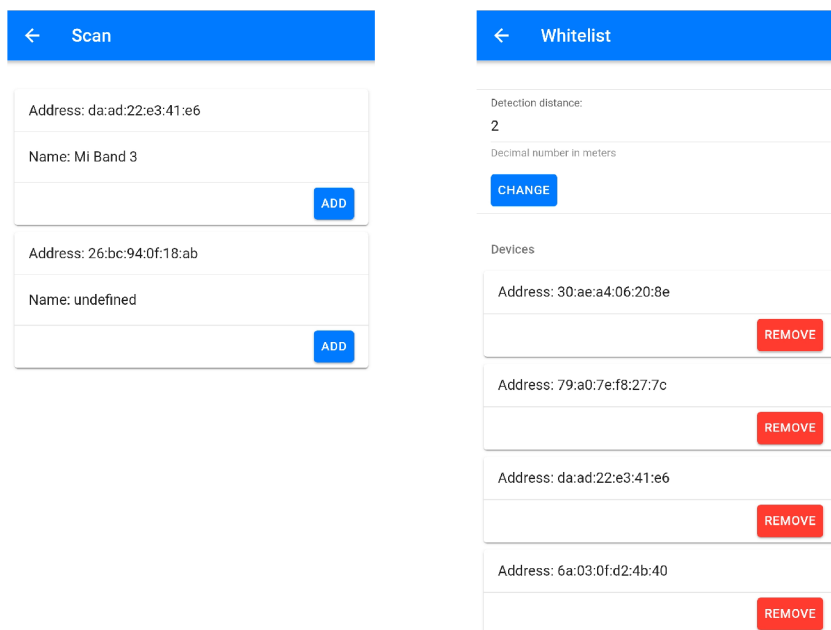 Scan
Address: da:ad:22:e3:41:e6
Name: Mi Band 3
ADD
Address: 26:bc:94:0f:18:ab
Name: undefined
ADD
Whitelist
Detection distance:
2
Decimal number in meters
CHANGE
Devices
Address: 30:ae:a4:06:20:8e
REMOVE
Address: 79:a0:7e:f8:27:7c
REMOVE
Address: da:ad:22:e3:41:e6
REMOVE
Address: 6a:03:0f:d2:4b:40
REMOVE